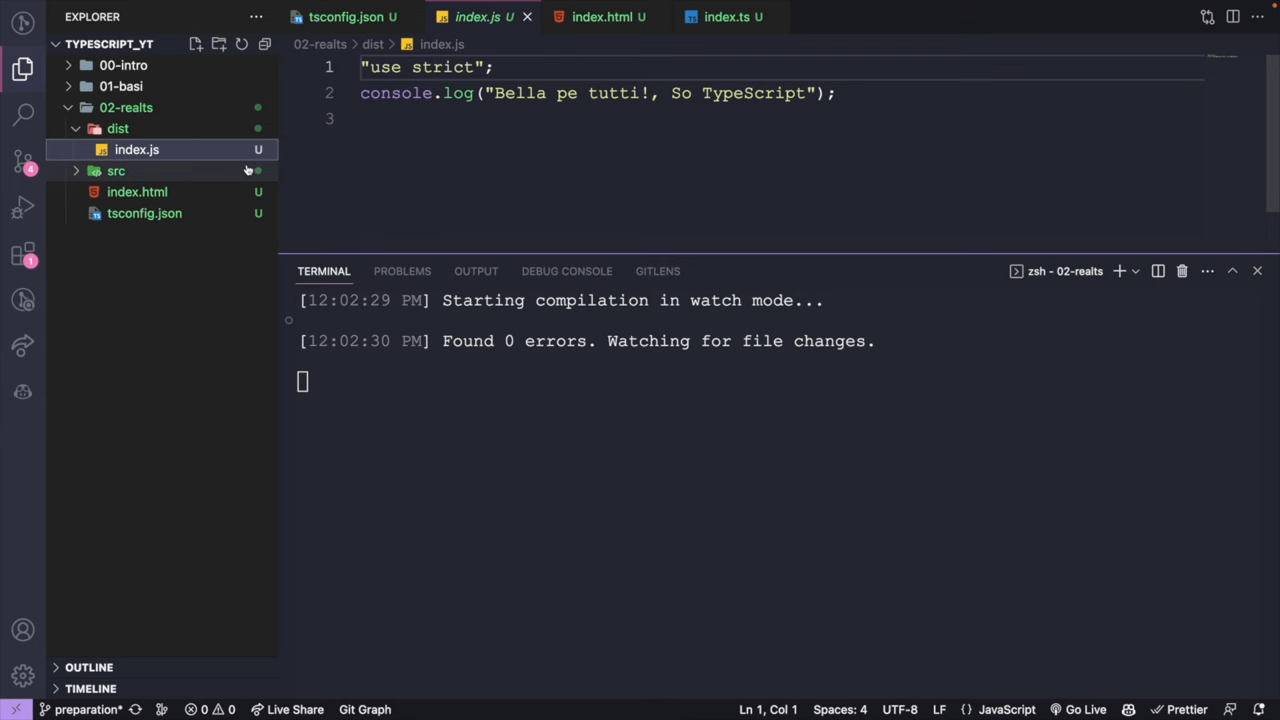 EXPLORER
TYPESCRIPT_YT
00-intro
01-basi
02-realts
dist
index.js U
src
index.html U
tsconfig.json U
OUTLINE
TIMELINE
4
1
tsconfig.json U
index.js U
index.html U
index.ts U
02-realts > dist > index.js
1 "use strict";
2 console.log("Bella pe tutti!, So TypeScript");
3
TERMINAL PROBLEMS OUTPUT DEBUG CONSOLE GITLENS
zsh - 02-realts
[12:02:29 PM] Starting compilation in watch mode...
[12:02:30 PM] Found 0 errors. Watching for file changes.
preparation* 0 0 Live Share Git Graph Ln 1, Col 1 Spaces: 4 UTF-8 LF {} JavaScript Go Live Prettier